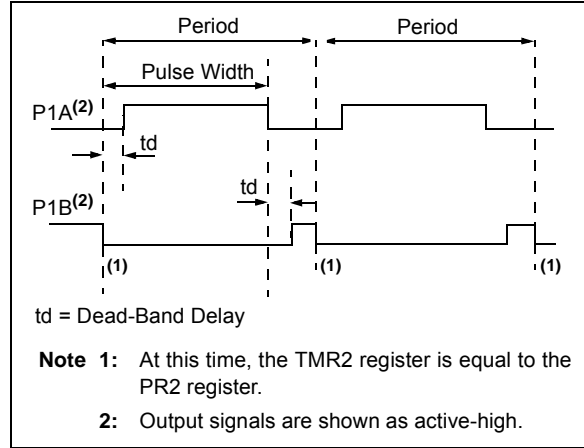 Period Period
Pulse Width
P1A(2)
td
td
P1B(2)
(1) (1) (1)
td = Dead-Band Delay
Note 1: At this time, the TMR2 register is equal to the
PR2 register.
2: Output signals are shown as active-high.